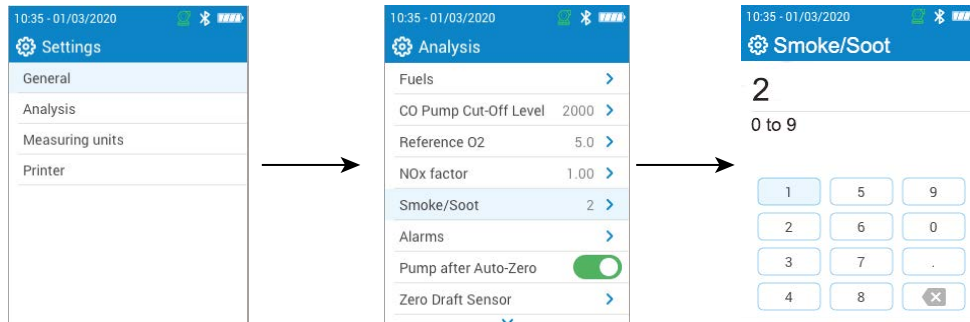 10:35 - 01/03/2020
Settings
General
Analysis
Measuring units
Printer
10:35 - 01/03/2020
Analysis
Fuels
CO Pump Cut-Off Level 2000
Reference O2 5.0
NOx factor 1.00
Smoke/Soot 2
Alarms
Pump after Auto-Zero
Zero Draft Sensor
10:35 - 01/03/2020
Smoke/Soot
2
0 to 9
1 5 9
2 6 0
3 7 .
4 8